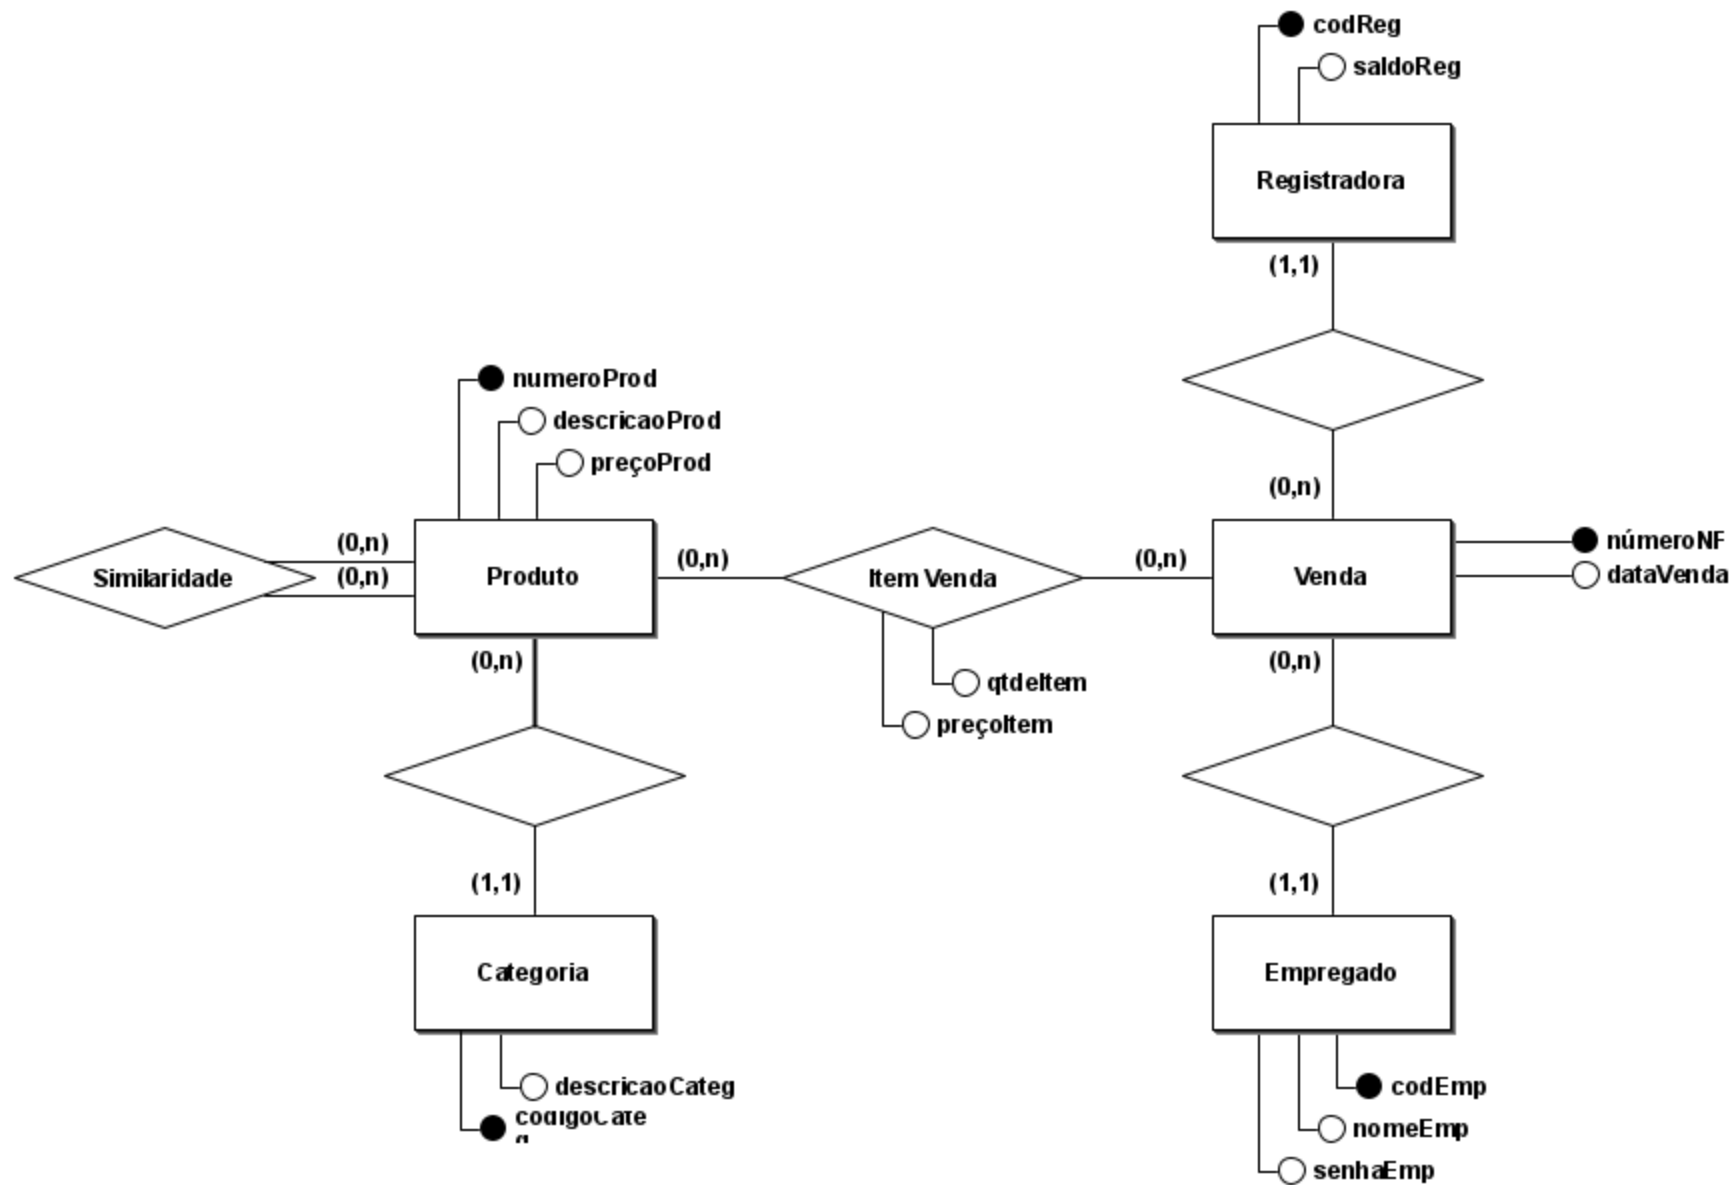 codReg
saldoReg
Registradora
(1,1)
numeroProd
descricaoProd
preçoProd
(0,n)
(0,n)
(0,n)
Similaridade
Produto
(0,n)
Item Venda
(0,n)
Venda
númeroNF
dataVenda
(0,n)
(0,n)
qtdeItem
preçoItem
(1,1)
(1,1)
Categoria
Empregado
descricaoCateg
codigoCate
g
codEmp
nomeEmp
senhaEmp